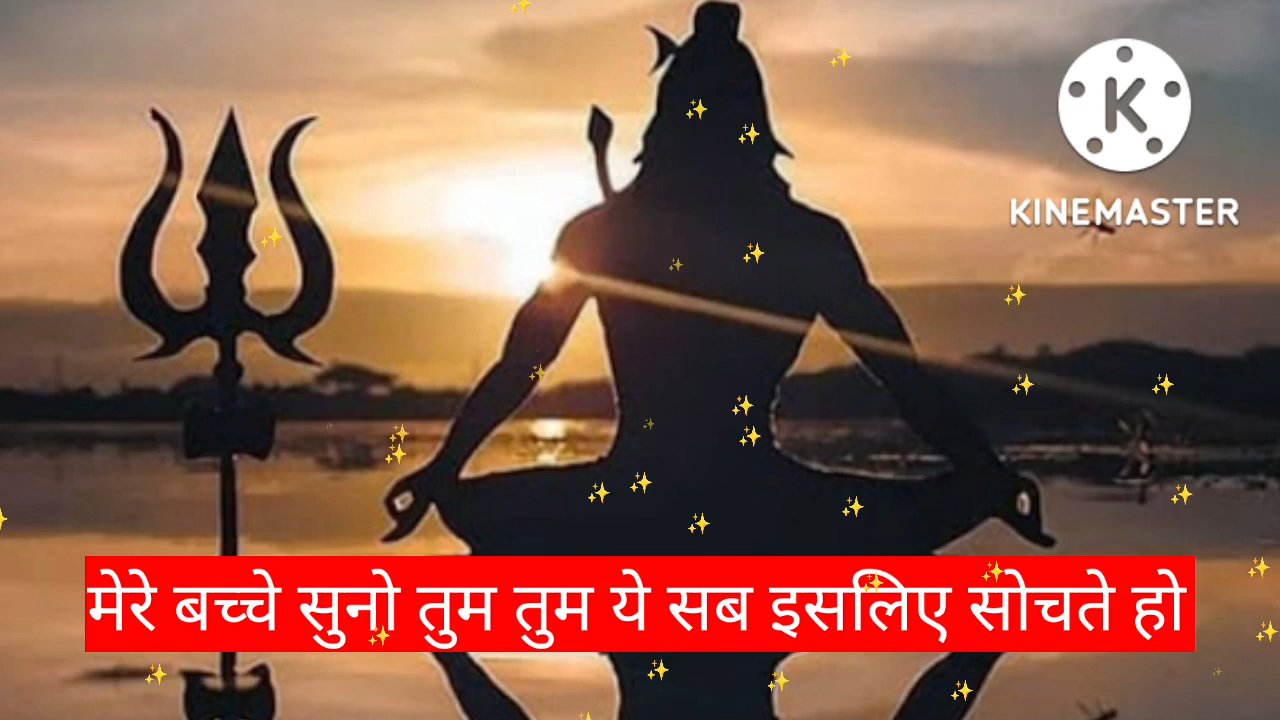 KINEMASTER
मेरे बच्चे सुनो तुम तुम ये सब इसलिए सोचते हो